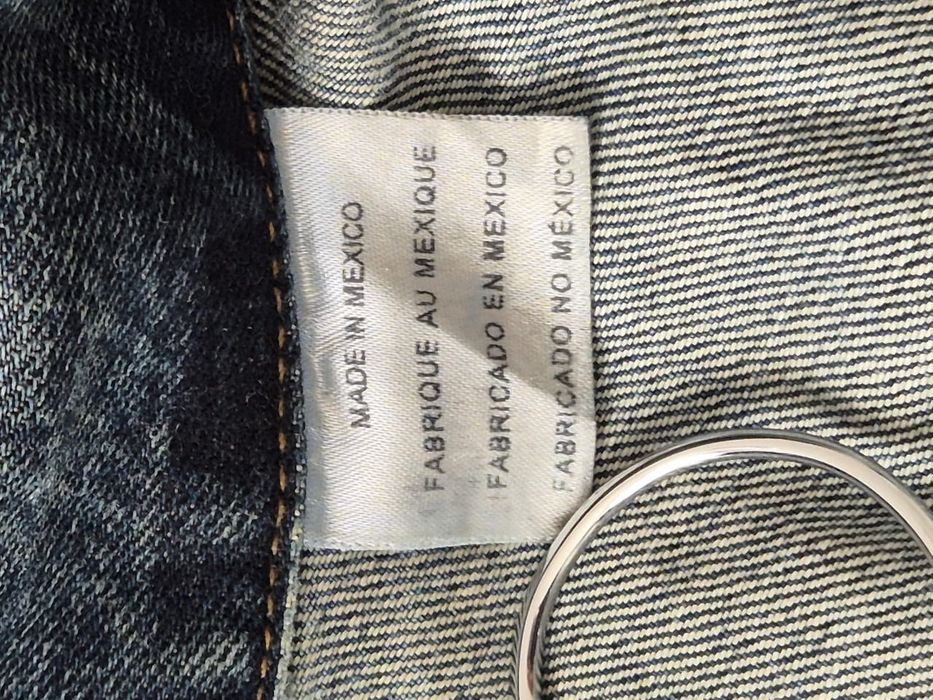 MADE IN MEXICO
FABRIQUE AU MEXIQUE
FABRICADO EN MEXICO
FABRICADO NO MÉXICO